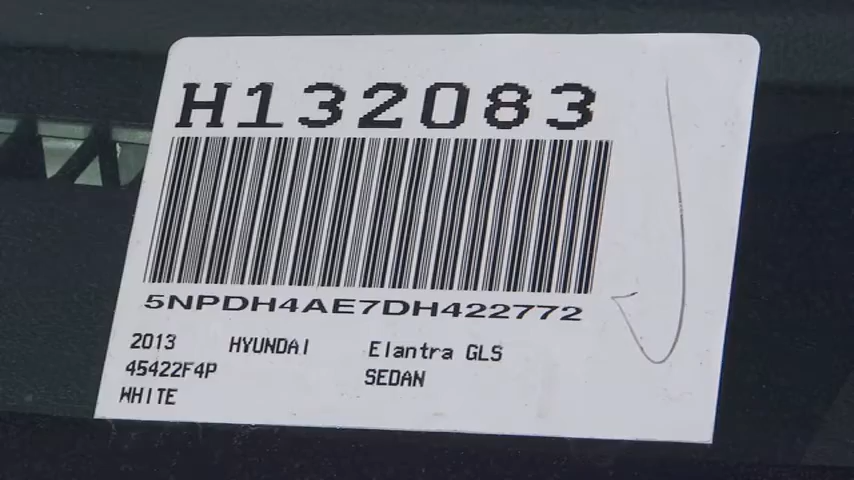 H132083
5NPDH4AE7DH422772
2013 HYUNDAI Elantra GLS
45422F4P SEDAN
WHITE